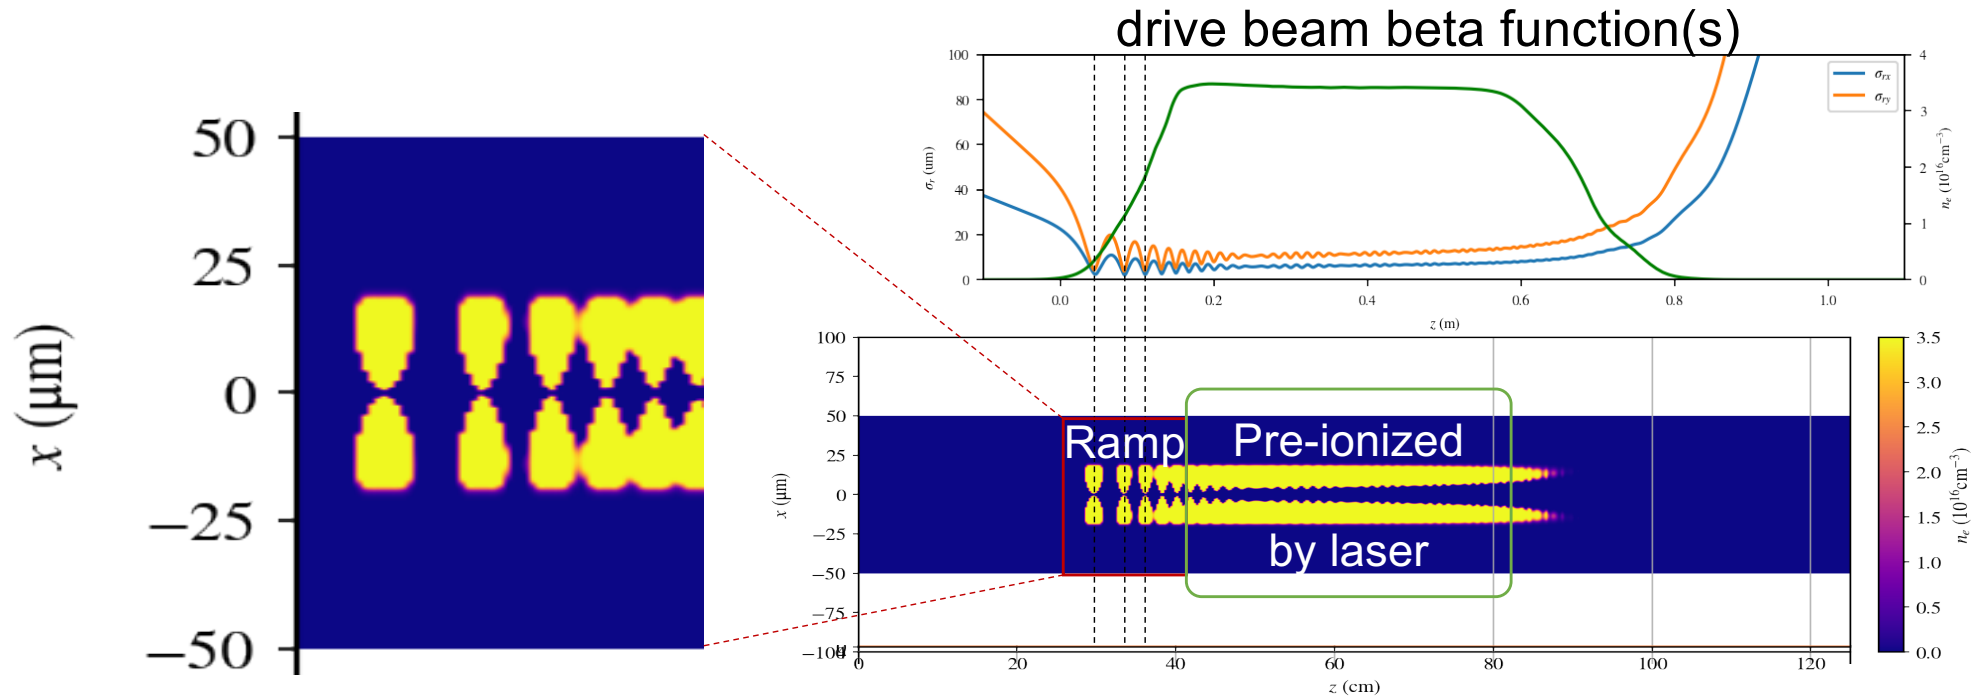 drive beam beta function(s)
50
25
0
−25
−50
x (μm)
100
80
60
40
20
0
σr (um)
4
3
2
1
0
ne (10^16cm^−3)
σrx
σry
0.0 0.2 0.4 0.6 0.8 1.0
z (m)
100
75
50
25
0
−25
−50
−75
x (μm)
Ramp
Pre-ionized
by laser
0 20 40 60 80 100 120
z (cm)
3.5
3.0
2.5
2.0
1.5
1.0
0.5
0.0
ne (10^16cm^−3)